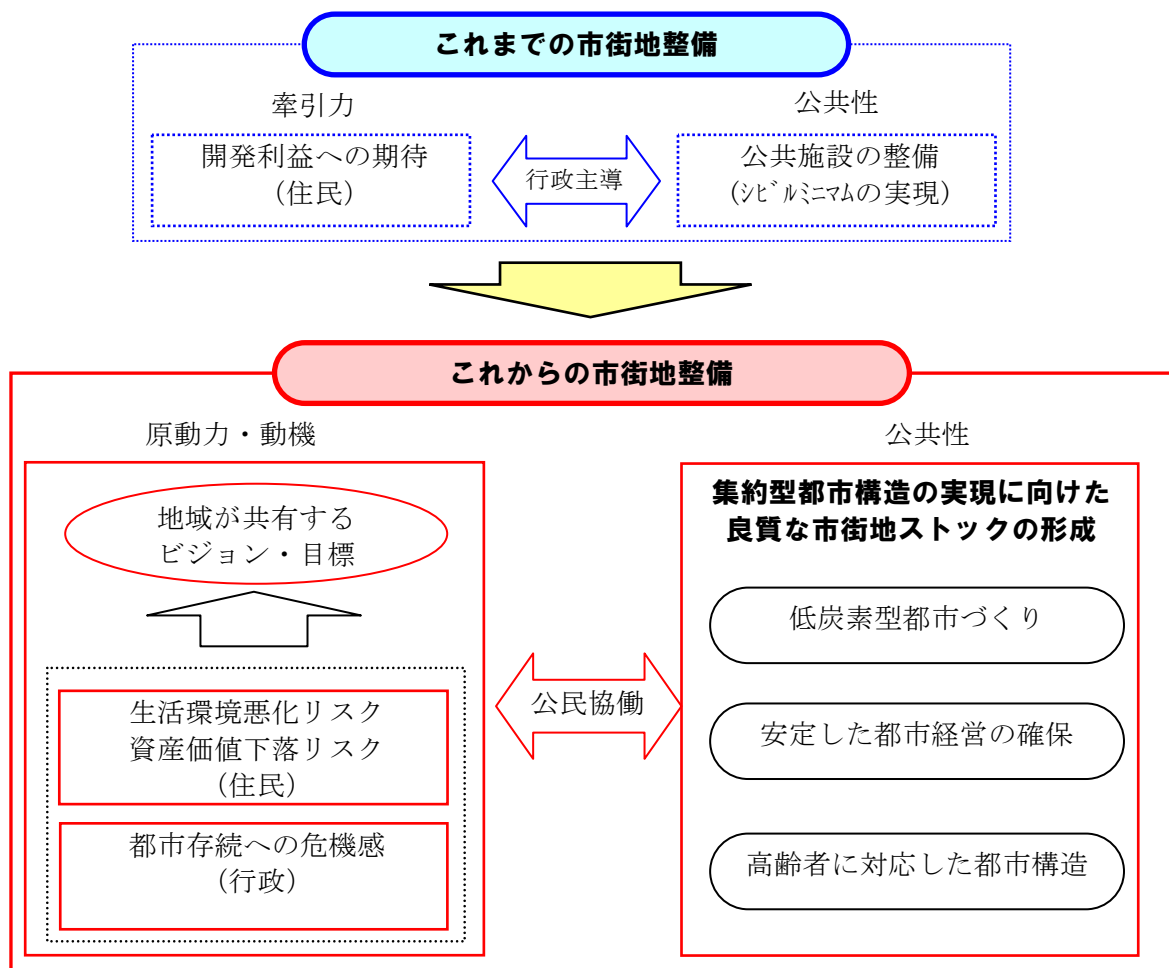 これまでの市街地整備
牽引力
公共性
開発利益への期待
(住民)
行政主導
公共施設の整備
(ｼﾋﾞﾙﾐﾆﾏﾑの実現)
これからの市街地整備
原動力・動機
公共性
地域が共有する
ビジョン・目標
生活環境悪化リスク
資産価値下落リスク
(住民)
都市存続への危機感
(行政)
公民協働
集約型都市構造の実現に向けた
良質な市街地ストックの形成
低炭素型都市づくり
安定した都市経営の確保
高齢者に対応した都市構造